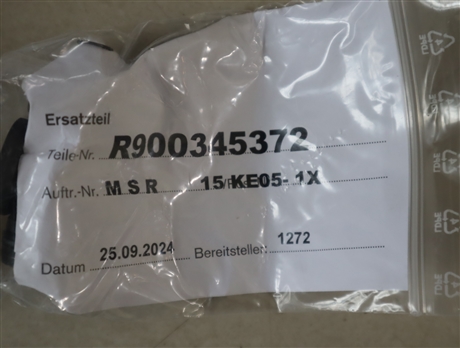 Ersatzteil
Teile-Nr. R900345372
Auftr.-Nr. M S R 15/KE05-.1X
Datum 25.09.2024 Bereitsteller: 1272